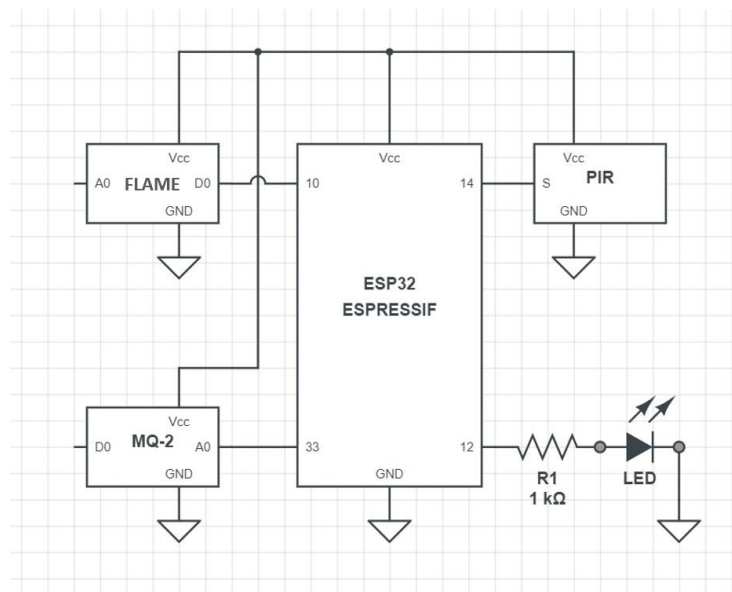 Vcc
A0 FLAME D0
GND
10
Vcc
14
Vcc
S PIR
GND
ESP32
ESPRESSIF
Vcc
D0 MQ-2 A0
GND
33
12
GND
R1
1 kΩ
LED